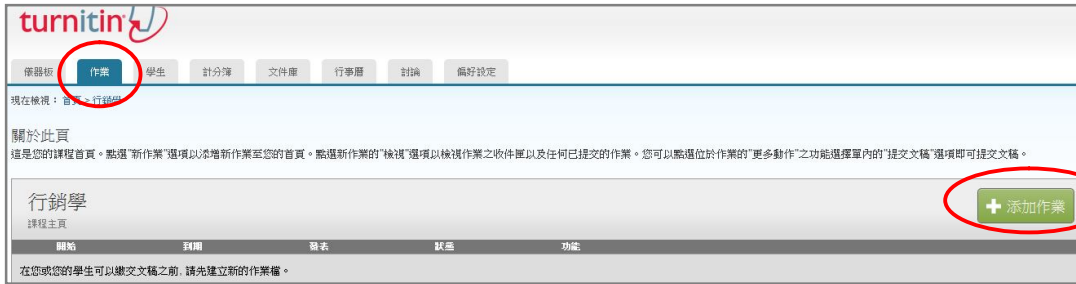 turnitin
儀器板 作業 學生 計分簿 文件庫 行事曆 討論 偏好設定
現在檢視：首頁 > 行銷學
關於此頁
這是您的課程首頁。點選"新作業"選項以添增新作業至您的首頁。點選新作業的"檢視"選項以檢視作業之收件匣以及任何已提交的作業。您可以點選位於作業的"更多動作"之功能選擇單內的"提交文稿"選項即可提交文稿。
行銷學
添加作業
課程主頁
開始 到期 發表 狀態 功能
在您或您的學生可以繳交文稿之前, 請先建立新的作業檔。